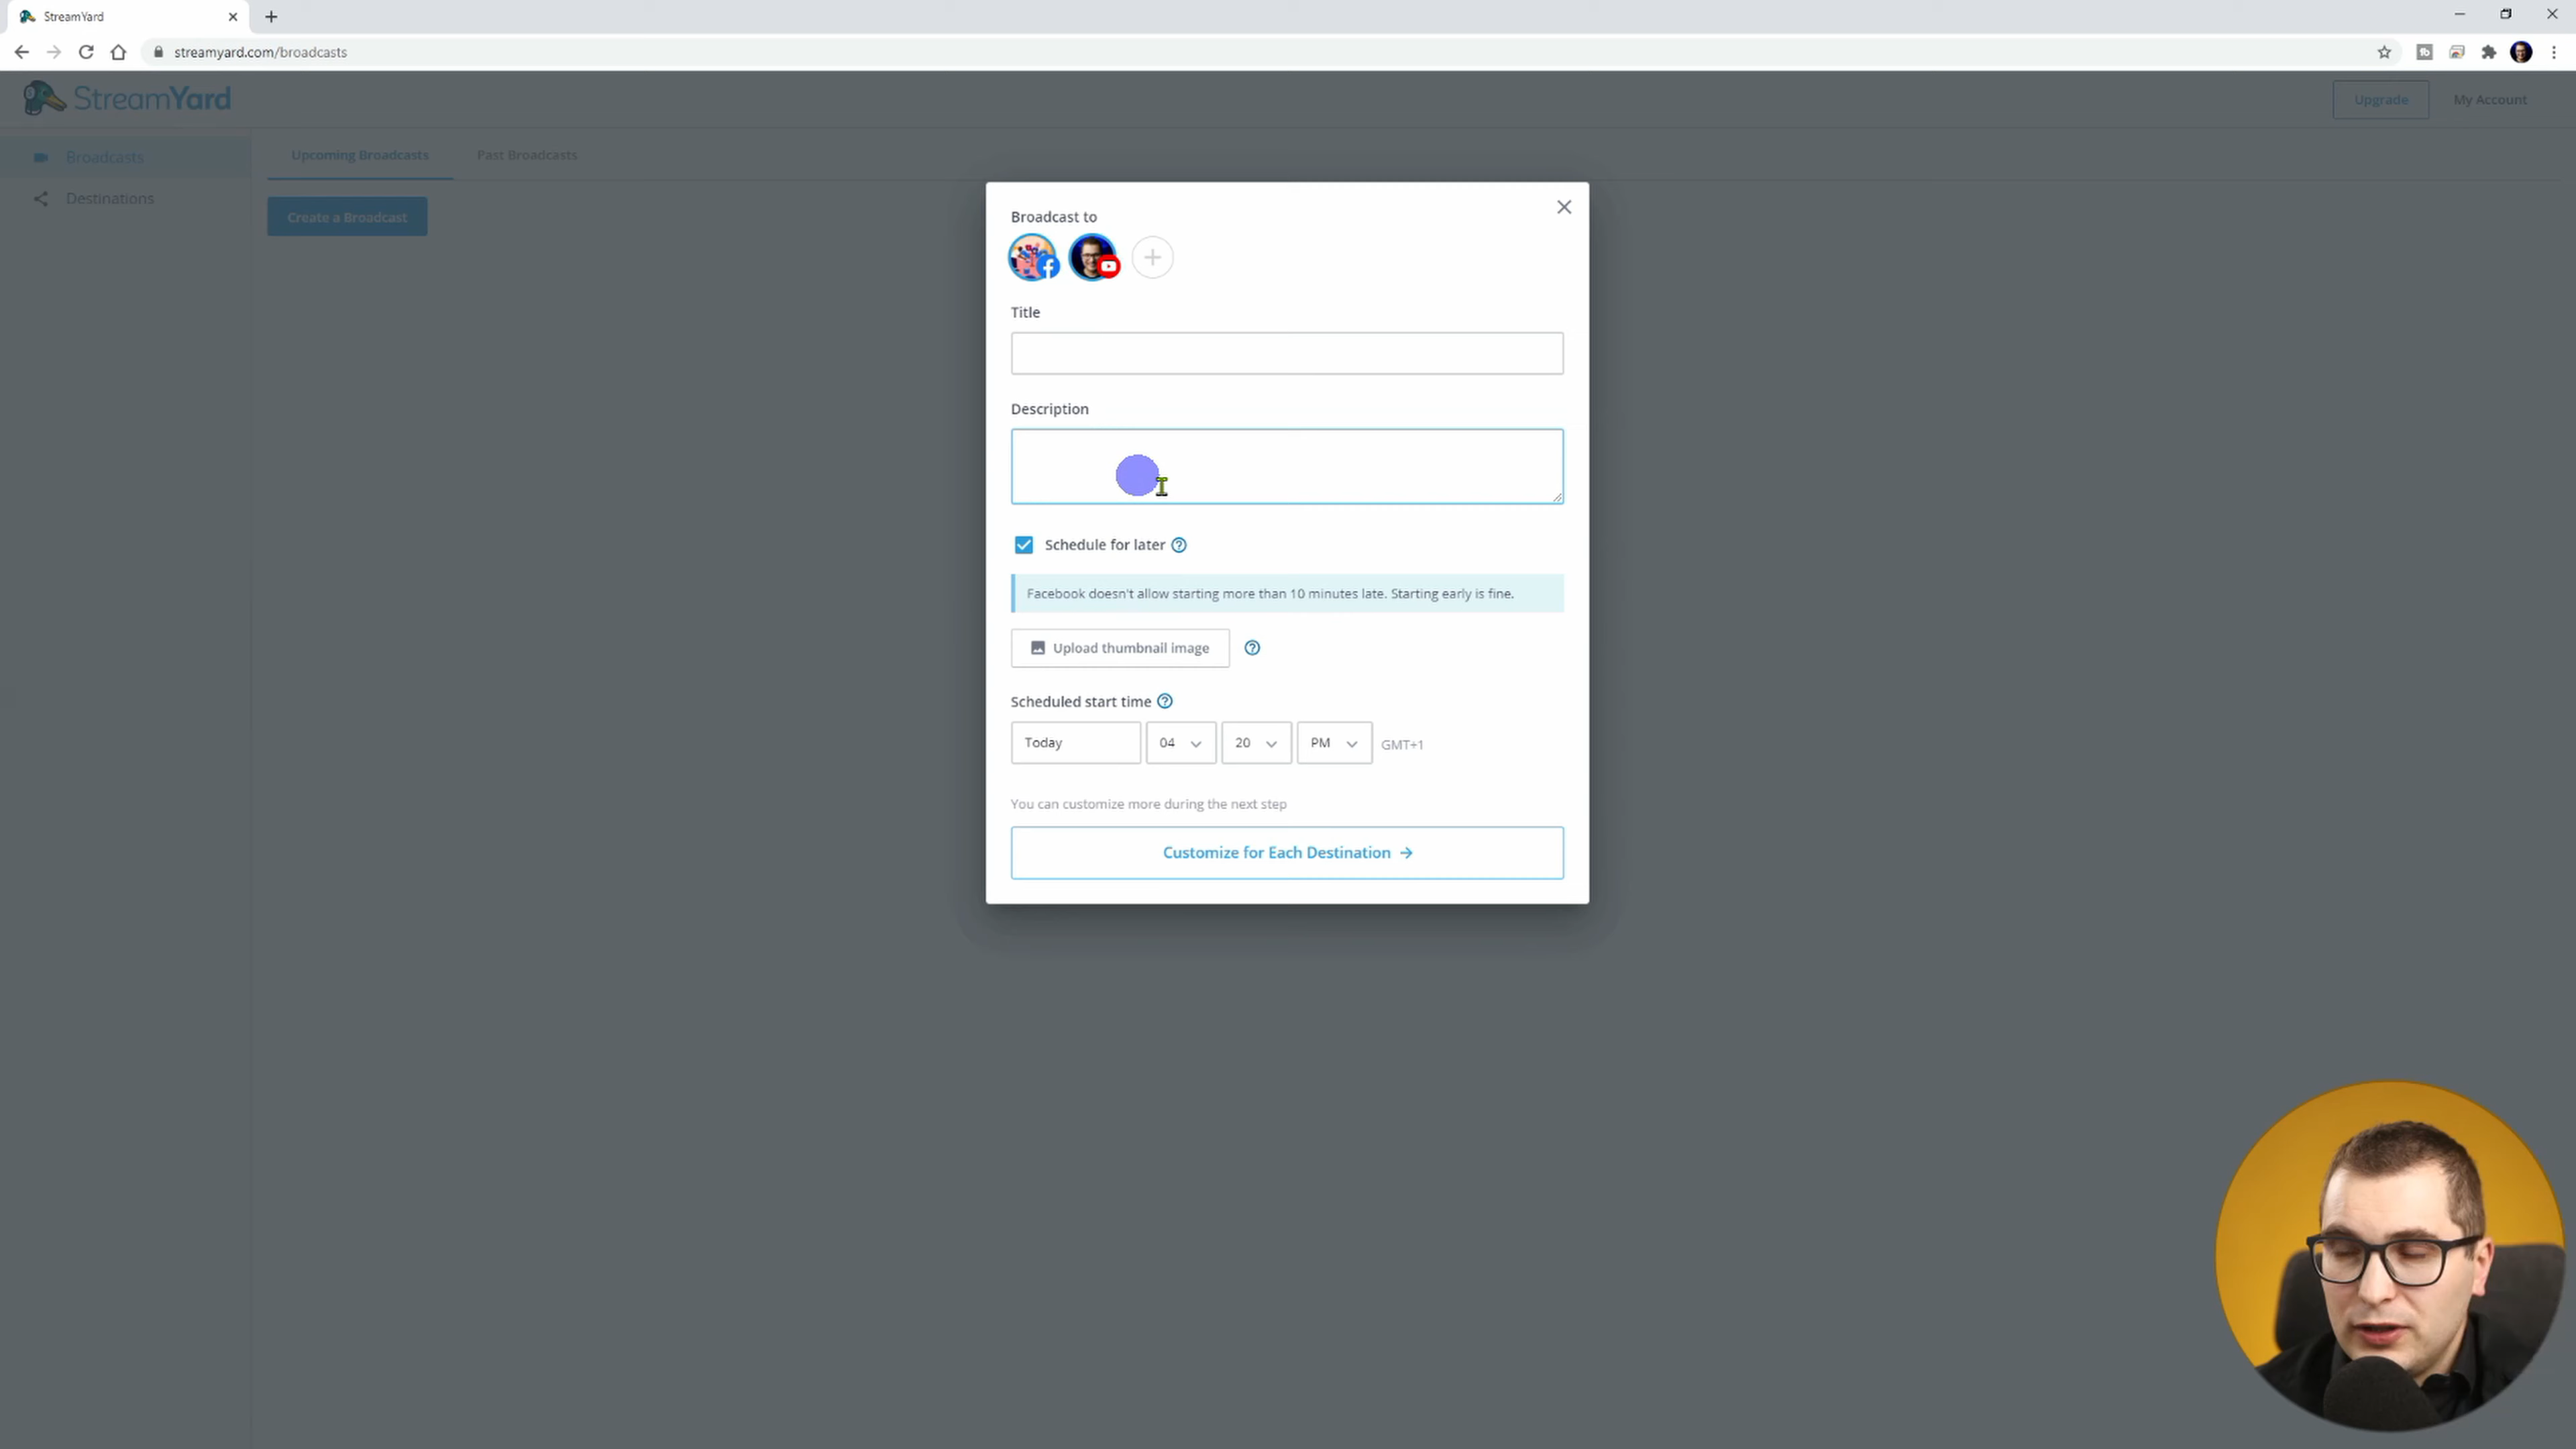 StreamYard
streamyard.com/broadcasts
StreamYard
Upgrade
My Account
Broadcasts
Destinations
Upcoming Broadcasts
Past Broadcasts
Create a Broadcast
Broadcast to
Title
Description
Schedule for later
Facebook doesn't allow starting more than 10 minutes late. Starting early is fine.
Upload thumbnail image
Scheduled start time
Today 04 20 PM GMT+1
You can customize more during the next step
Customize for Each Destination